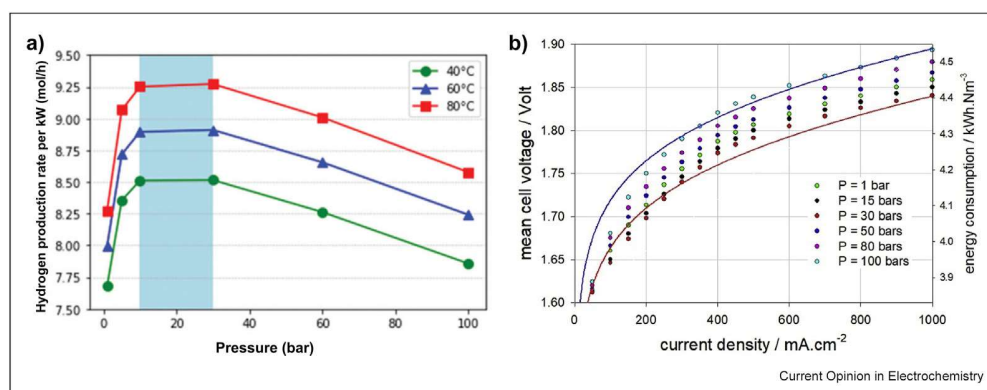 a)
9.50
9.25
9.00
8.75
8.50
8.25
8.00
7.75
7.50
Hydrogen production rate per kW (mol/h)
40°C
60°C
80°C
0
20
40
60
80
100
Pressure (bar)
b)
1.90
1.85
1.80
1.75
1.70
1.65
1.60
mean cell voltage / Volt
P = 1 bar
P = 15 bars
P = 30 bars
P = 50 bars
P = 80 bars
P = 100 bars
4.5
4.4
4.3
4.2
4.1
4.0
3.9
energy consumption / kWh.Nm⁻³
0
200
400
600
800
1000
current density / mA.cm⁻²
Current Opinion in Electrochemistry